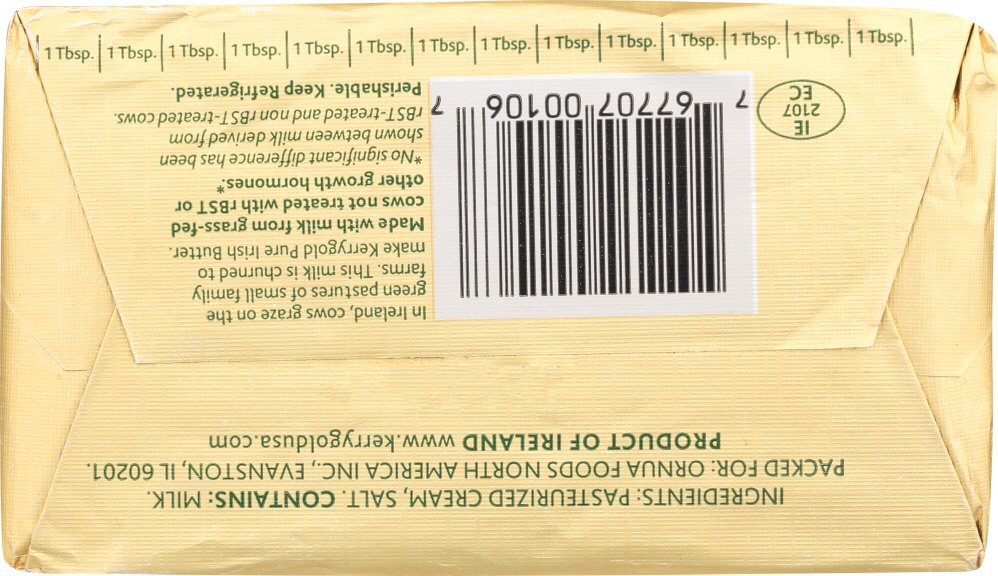 1 Tbsp. 1 Tbsp. 1 Tbsp. 1 Tbsp. 1 Tbsp. 1 Tbsp. 1 Tbsp. 1 Tbsp. 1 Tbsp. 1 Tbsp. 1 Tbsp. 1 Tbsp. 1 Tbsp. 1 Tbsp.
INGREDIENTS: PASTEURIZED CREAM, SALT. CONTAINS: MILK.
PACKED FOR: ORNUA FOODS NORTH AMERICA INC., EVANSTON, IL 60201.
PRODUCT OF IRELAND www.kerrygoldusa.com
In Ireland, cows graze on the
green pastures of small family
farms. This milk is churned to
make Kerrygold Pure Irish Butter.
Made with milk from grass-fed
cows not treated with rBST or
other growth hormones.*
*No significant difference has been
shown between milk derived from
rBST-treated and non rBST-treated cows.
Perishable. Keep Refrigerated.
7 67707 00106 7
IE
2107
EC